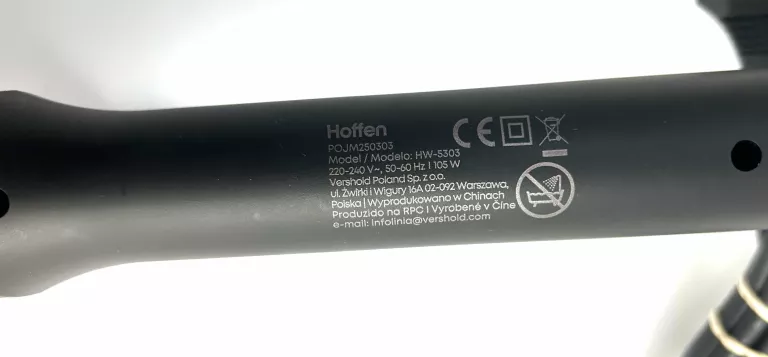 Hoffen
POJM250303
Model / Modelo: HW-5303
220-240 V~, 50-60 Hz | 105 W
Vershold Poland Sp. z o.o.
ul. Żwirki i Wigury 16A 02-092 Warszawa,
Polska | Wyprodukowano w Chinach
Produzido na RPC | Vyrobené v Číne
e-mail: infolinia@vershold.com
CE